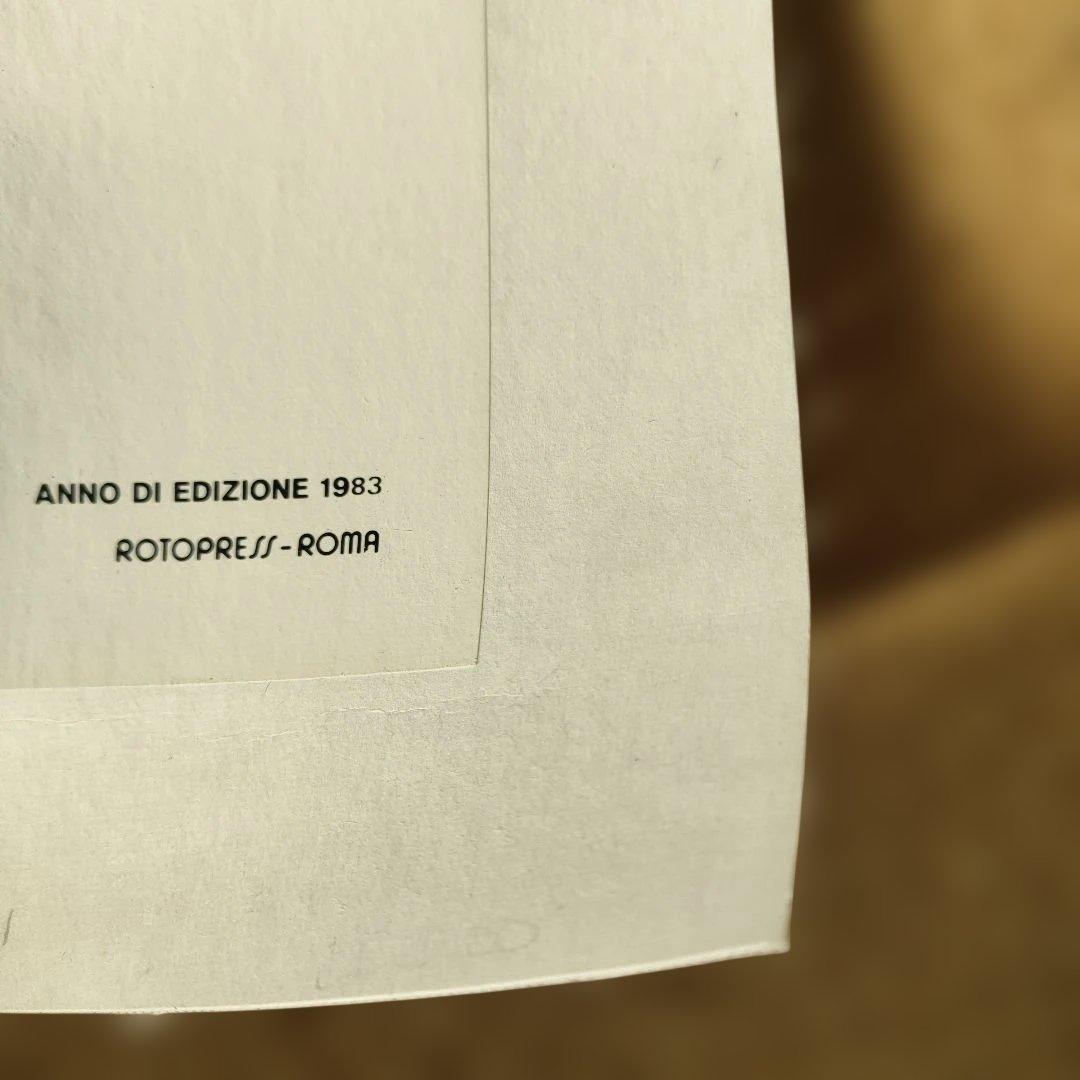 ANNO DI EDIZIONE 1983
ROTOPRESS-ROMA